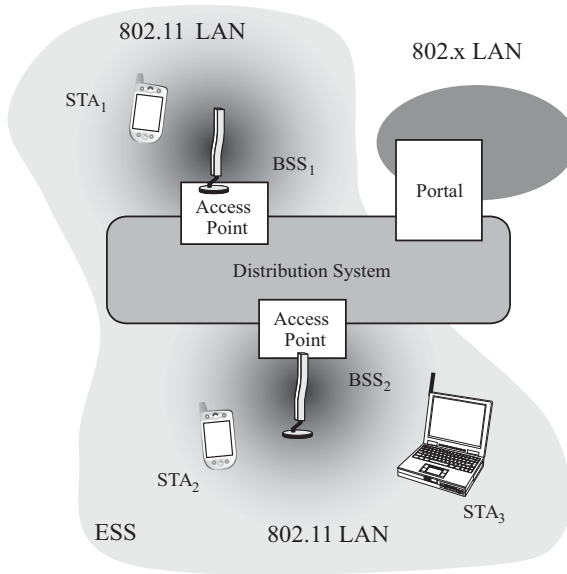 802.11 LAN
802.x LAN
STA1
BSS1
Access
Point
Portal
Distribution System
Access
Point
BSS2
STA2
STA3
ESS
802.11 LAN